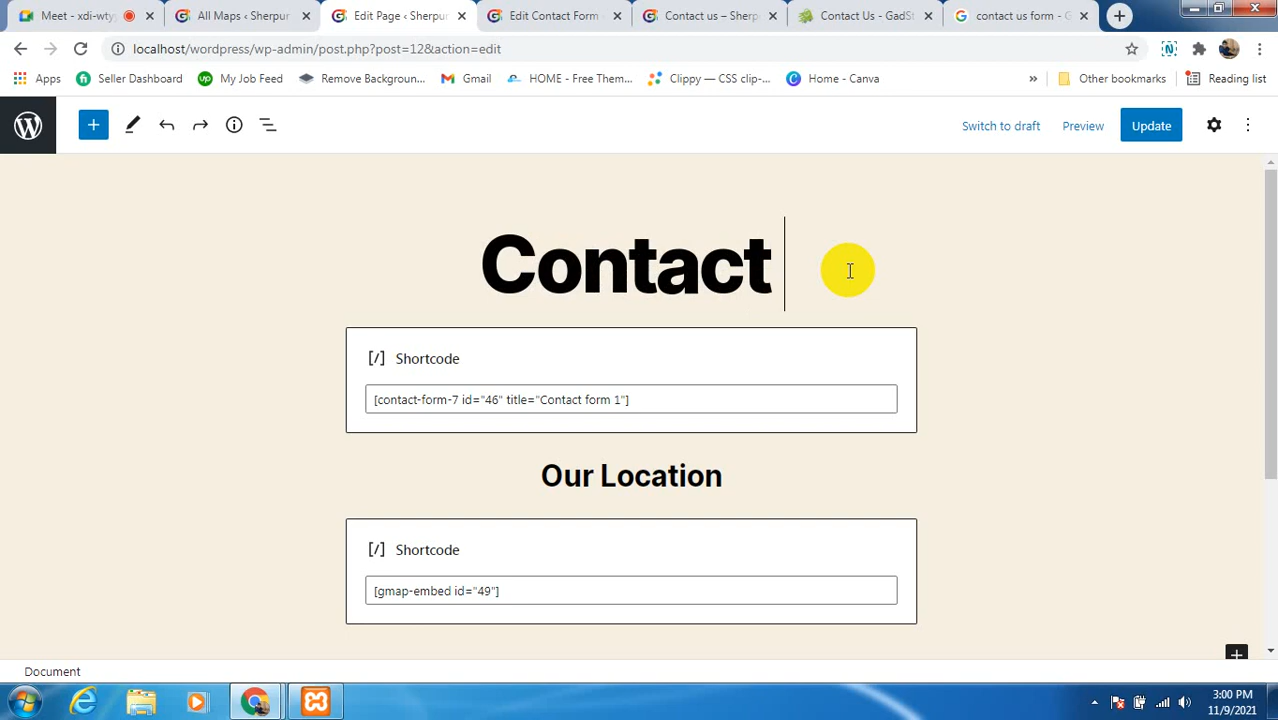 Meet - xdi-wty
All Maps ‹ Sherpur
Edit Page ‹ Sherpu
Edit Contact Form
Contact us – Sherp
Contact Us - GadSt
contact us form - G
localhost/wordpress/wp-admin/post.php?post=12&action=edit
Apps
Seller Dashboard
My Job Feed
Remove Backgroun...
Gmail
HOME - Free Them...
Clippy — CSS clip-...
Home - Canva
»
Other bookmarks
Reading list
Switch to draft
Preview
Update
Contact
[/] Shortcode
[contact-form-7 id="46" title="Contact form 1"]
Our Location
[/] Shortcode
[gmap-embed id="49"]
Document
3:00 PM
11/9/2021